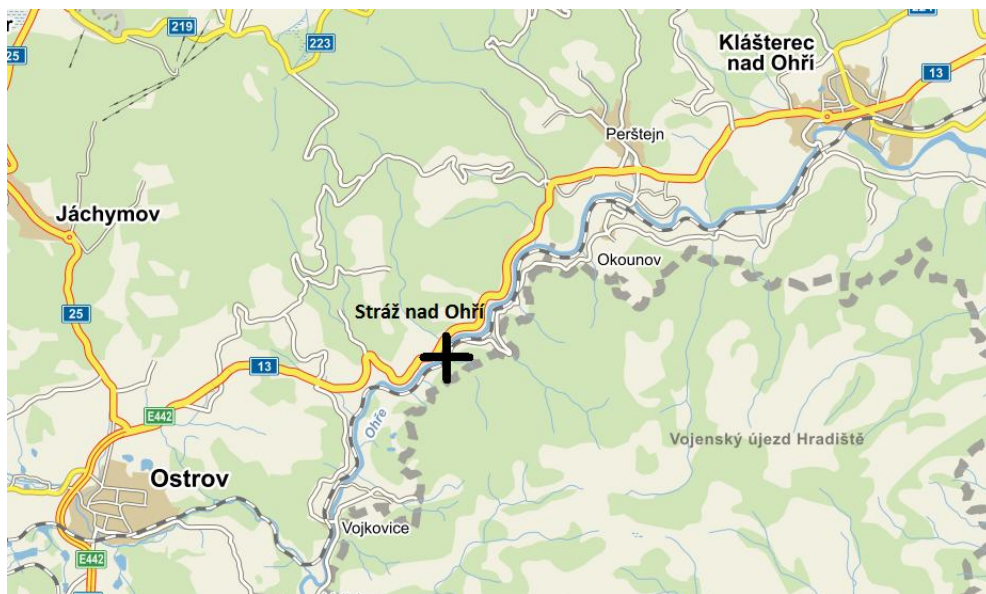 219
223
221
25
Klášterec
nad Ohří
13
Perštejn
Jáchymov
Okounov
25
Stráž nad Ohří
13
Ohře
E442
Vojenský újezd Hradiště
Ostrov
Vojkovice
E442